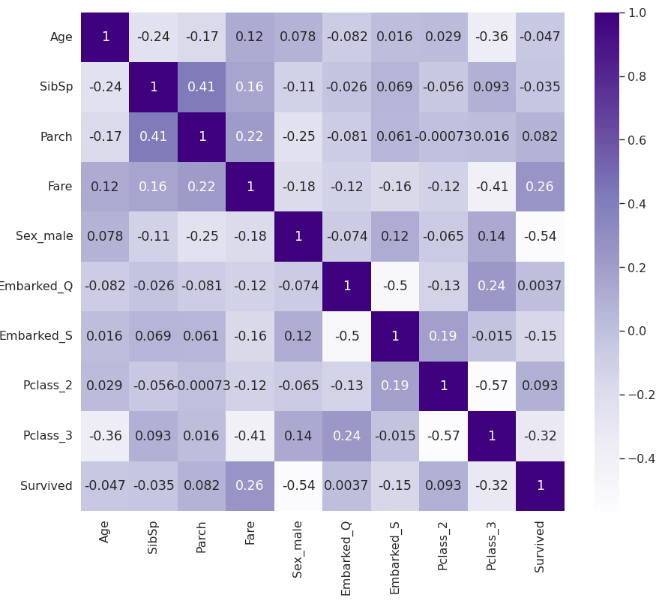 1.0
Age 1 -0.24 -0.17 0.12 0.078 -0.082 0.016 0.029 -0.36 -0.047
0.8
SibSp -0.24 1 0.41 0.16 -0.11 -0.026 0.069 -0.056 0.093 -0.035
Parch -0.17 0.41 1 0.22 -0.25 -0.081 0.061 -0.00073 0.016 0.082
0.6
Fare 0.12 0.16 0.22 1 -0.18 -0.12 -0.16 -0.12 -0.41 0.26
0.4
Sex_male 0.078 -0.11 -0.25 -0.18 1 -0.074 0.12 -0.065 0.14 -0.54
0.2
Embarked_Q -0.082 -0.026 -0.081 -0.12 -0.074 1 -0.5 -0.13 0.24 0.0037
0.0
Embarked_S 0.016 0.069 0.061 -0.16 0.12 -0.5 1 0.19 -0.015 -0.15
Pclass_2 0.029 -0.056 -0.00073 -0.12 -0.065 -0.13 0.19 1 -0.57 0.093
−0.2
Pclass_3 -0.36 0.093 0.016 -0.41 0.14 0.24 -0.015 -0.57 1 -0.32
−0.4
Survived -0.047 -0.035 0.082 0.26 -0.54 0.0037 -0.15 0.093 -0.32 1
Age
SibSp
Parch
Fare
Sex_male
Embarked_Q
Embarked_S
Pclass_2
Pclass_3
Survived